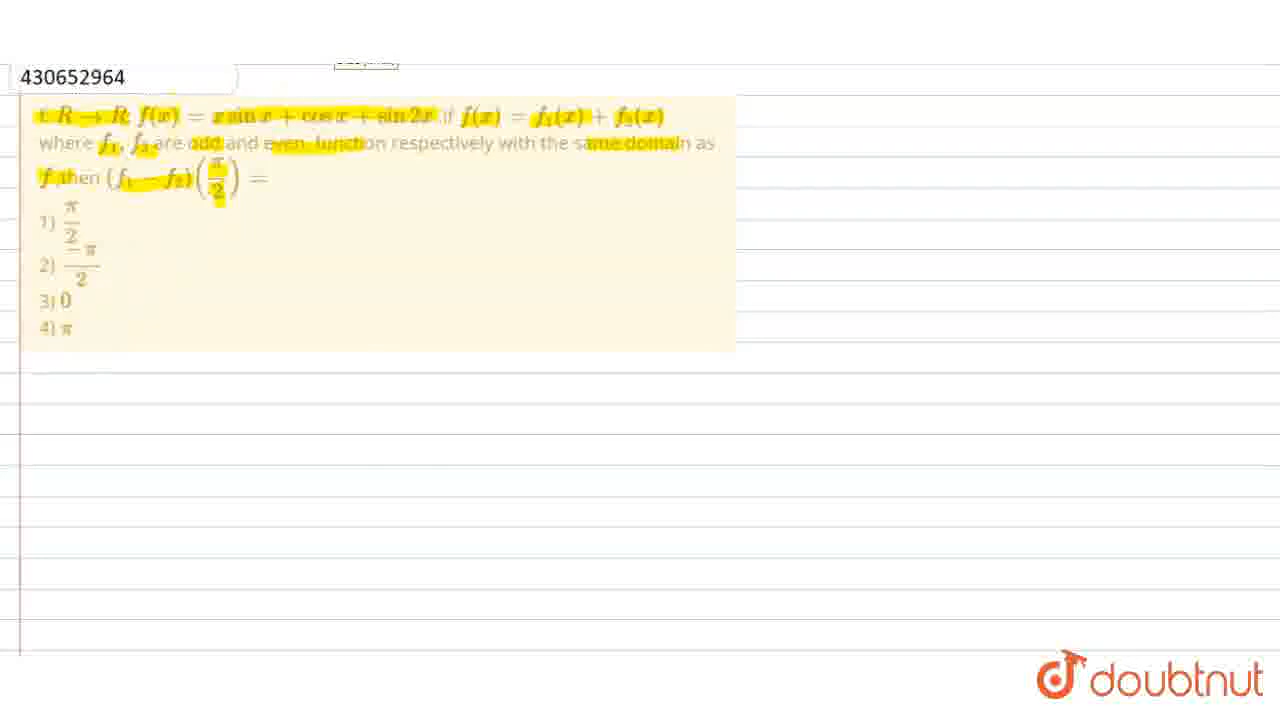 430652964
f: R → R; f(x) = x sin x + cos x + sin 2x .if f(x) = f₁(x) + f₂(x)
where f₁, f₂ are odd and even. function respectively with the same domain as
f ,then (f₁ − f₂)(π/2) =
1) π/2
2) −π/2
3) 0
4) π
doubtnut